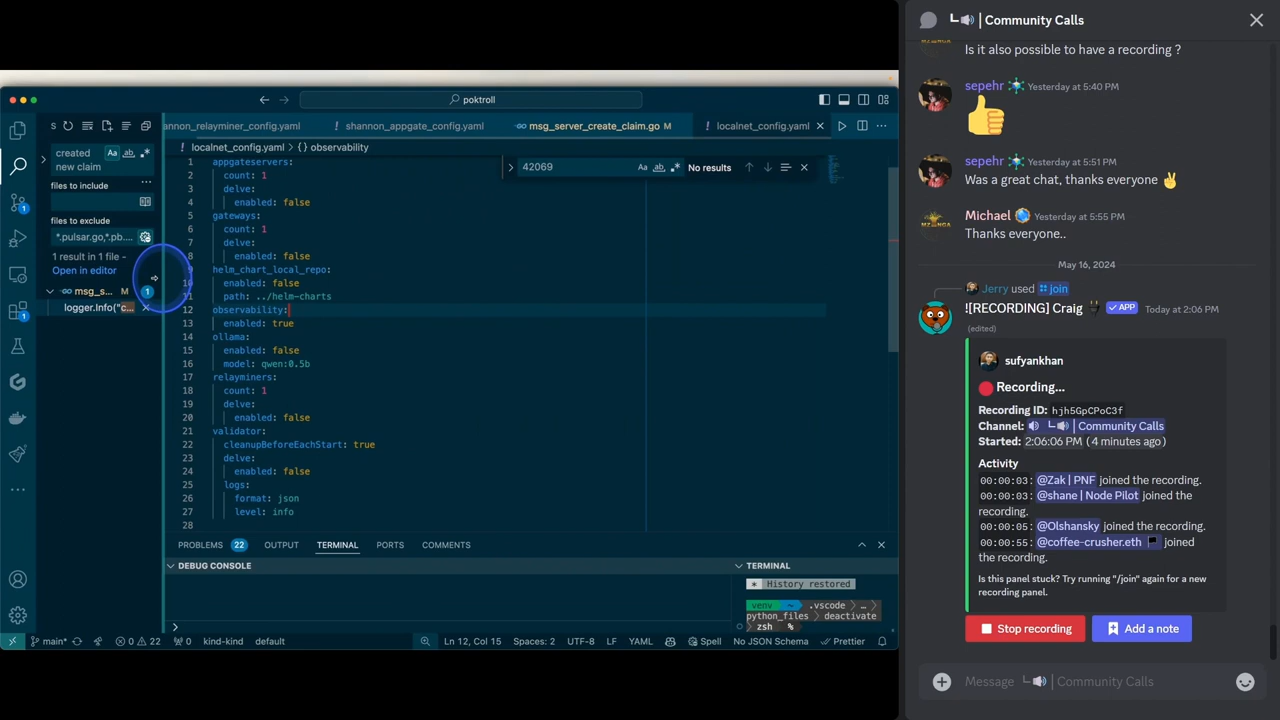 poktroll
annon_relayminer_config.yaml
shannon_appgate_config.yaml
msg_server_create_claim.go M
localnet_config.yaml
localnet_config.yaml > {} observability
S
created
new claim
Aa
ab
files to include
files to exclude
*.pulsar.go,*.pb....
1 result in 1 file -
Open in editor
msg_s... M 1
logger.Info("c...
42069
Aa
ab
No results
1 appgateservers:
2 count: 1
3 delve:
4 enabled: false
5 gateways:
6 count: 1
7 delve:
8 enabled: false
9 helm_chart_local_repo:
10 enabled: false
11 path: ../helm-charts
12 observability:
13 enabled: true
14 ollama:
15 enabled: false
16 model: qwen:0.5b
17 relayminers:
18 count: 1
19 delve:
20 enabled: false
21 validator:
22 cleanupBeforeEachStart: true
23 delve:
24 enabled: false
25 logs:
26 format: json
27 level: info
28
PROBLEMS 22 OUTPUT TERMINAL PORTS COMMENTS
DEBUG CONSOLE
TERMINAL
* History restored
venv ~ .vscode ...
python_files deactivate
zsh %
main* 0 22 0 kind-kind default
Ln 12, Col 15 Spaces: 2 UTF-8 LF YAML Spell No JSON Schema Prettier
Community Calls
Is it also possible to have a recording ?
sepehr Yesterday at 5:40 PM
sepehr Yesterday at 5:51 PM
Was a great chat, thanks everyone
Michael Yesterday at 5:55 PM
Thanks everyone..
May 16, 2024
Jerry used join
![RECORDING] Craig APP Today at 2:06 PM
(edited)
sufyankhan
Recording...
Recording ID: hjh5GpCPoC3f
Channel: Community Calls
Started: 2:06:06 PM (4 minutes ago)
Activity
00:00:03: @Zak | PNF joined the recording.
00:00:03: @shane | Node Pilot joined the
recording.
00:00:05: @Olshansky joined the recording.
00:00:55: @coffee-crusher.eth joined
the recording.
Is this panel stuck? Try running "/join" again for a new
recording panel.
Stop recording
Add a note
Message | Community Calls